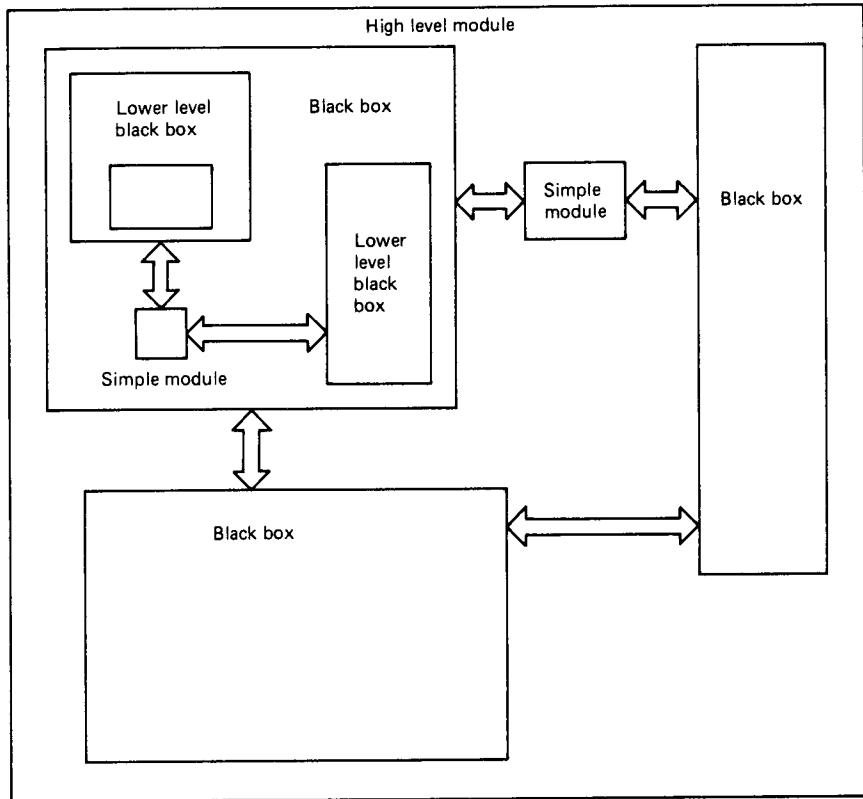 High level module
Lower level
black box
Black box
Simple
module
Black box
Lower
level
black
box
Simple module
Black box